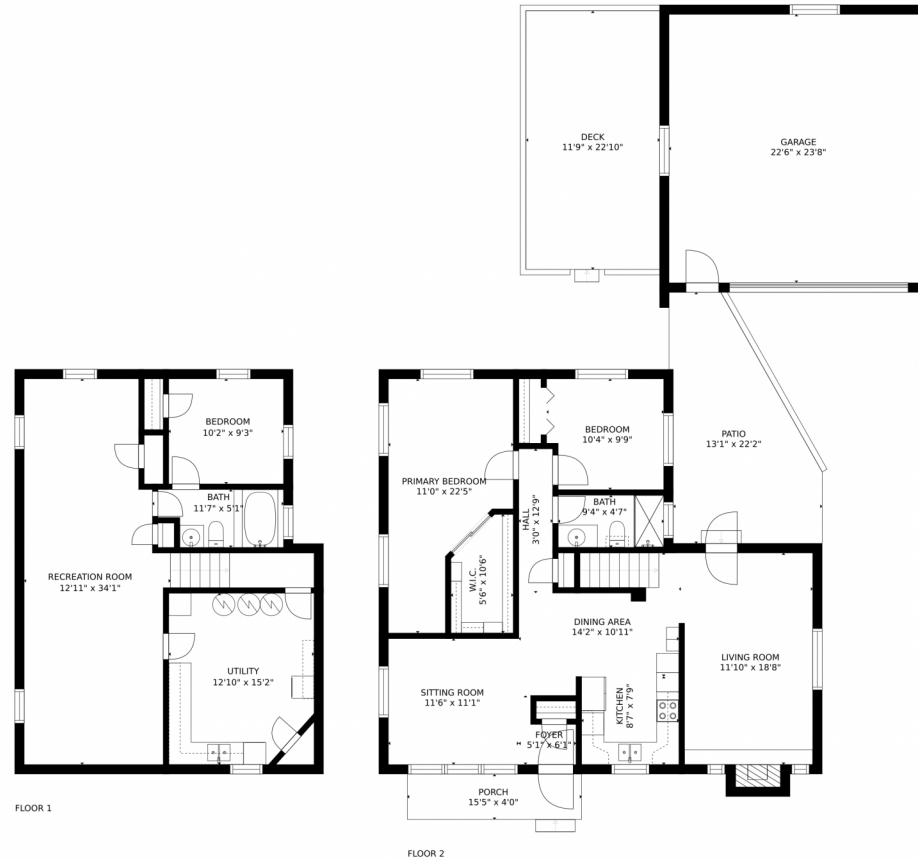 DECK
11'9" x 22'10"
GARAGE
22'6" x 23'8"
BEDROOM
10'2" x 9'3"
BATH
11'7" x 5'1"
RECREATION ROOM
12'11" x 34'1"
UTILITY
12'10" x 15'2"
FLOOR 1
PRIMARY BEDROOM
11'0" x 22'5"
BEDROOM
10'4" x 9'9"
PATIO
13'1" x 22'2"
HALL
3'0" x 12'9"
BATH
9'4" x 4'7"
W.I.C.
5'6" x 10'6"
DINING AREA
14'2" x 10'11"
LIVING ROOM
11'10" x 18'8"
SITTING ROOM
11'6" x 11'1"
KITCHEN
8'7" x 7'9"
FOYER
5'1" x 6'1"
PORCH
15'5" x 4'0"
FLOOR 2